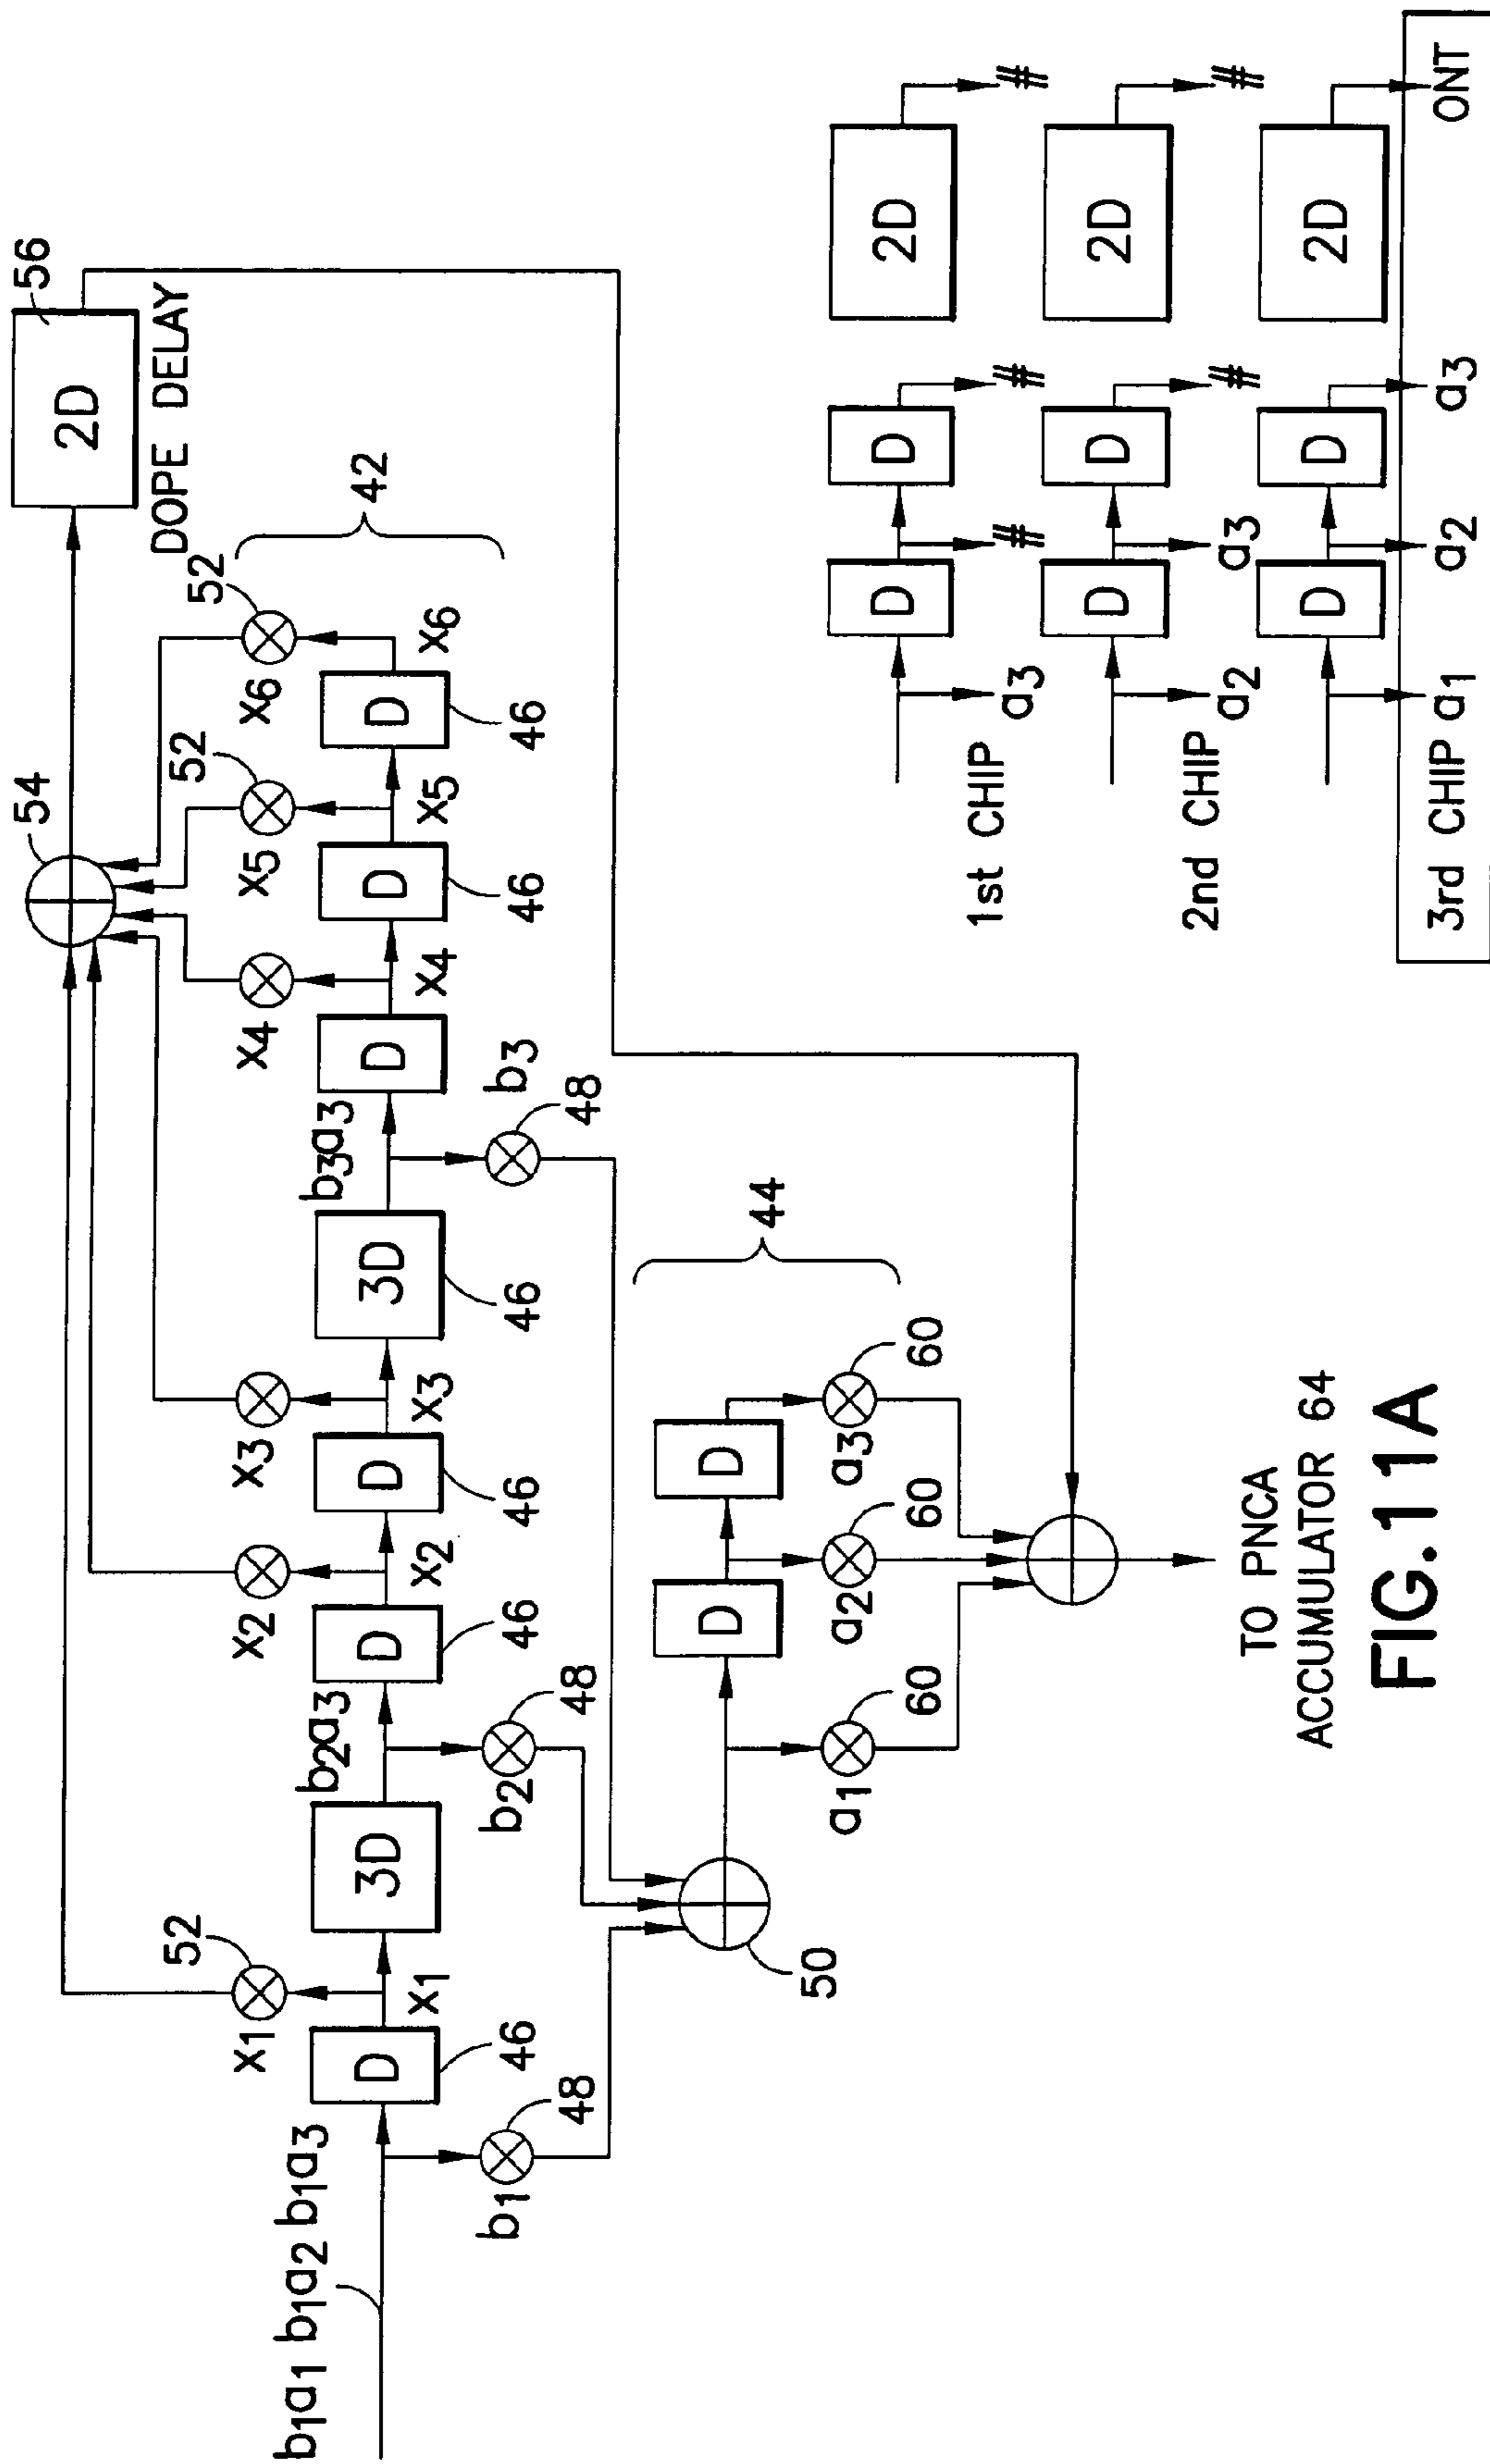 54
2D
56
DOPE DELAY
52
52
52
42
x1
x2
x3
x4
x5
x6
b1a1 b1a2 b1a3
D
3D
D
D
3D
D
D
D
b2a3
b3a3
x1
x2
x3
x4
x5
x6
46
46
46
46
46
46
b1
48
b2
48
b3
48
50
44
D
D
a1
60
a2
60
a3
60
TO PNCA
ACCUMULATOR 64
FIG.11A
D
D
2D
1st CHIP
a3
#
#
#
D
D
2D
2nd CHIP
a2
a3
#
#
D
D
2D
3rd CHIP
a1
a2
a3
ONT